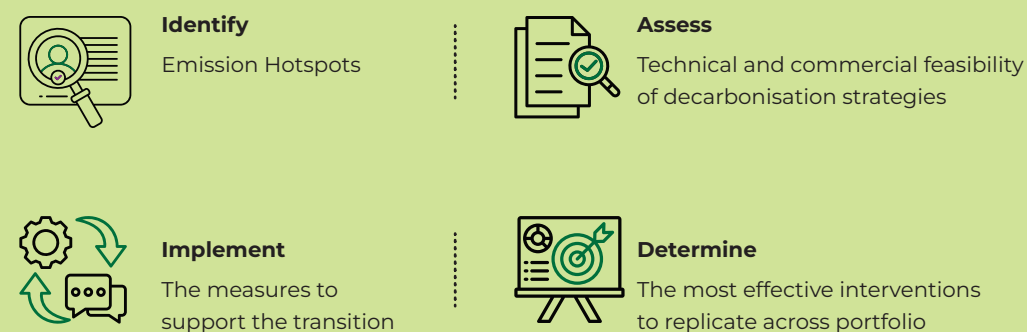 Identify
Emission Hotspots
Assess
Technical and commercial feasibility
of decarbonisation strategies
Implement
The measures to
support the transition
Determine
The most effective interventions
to replicate across portfolio